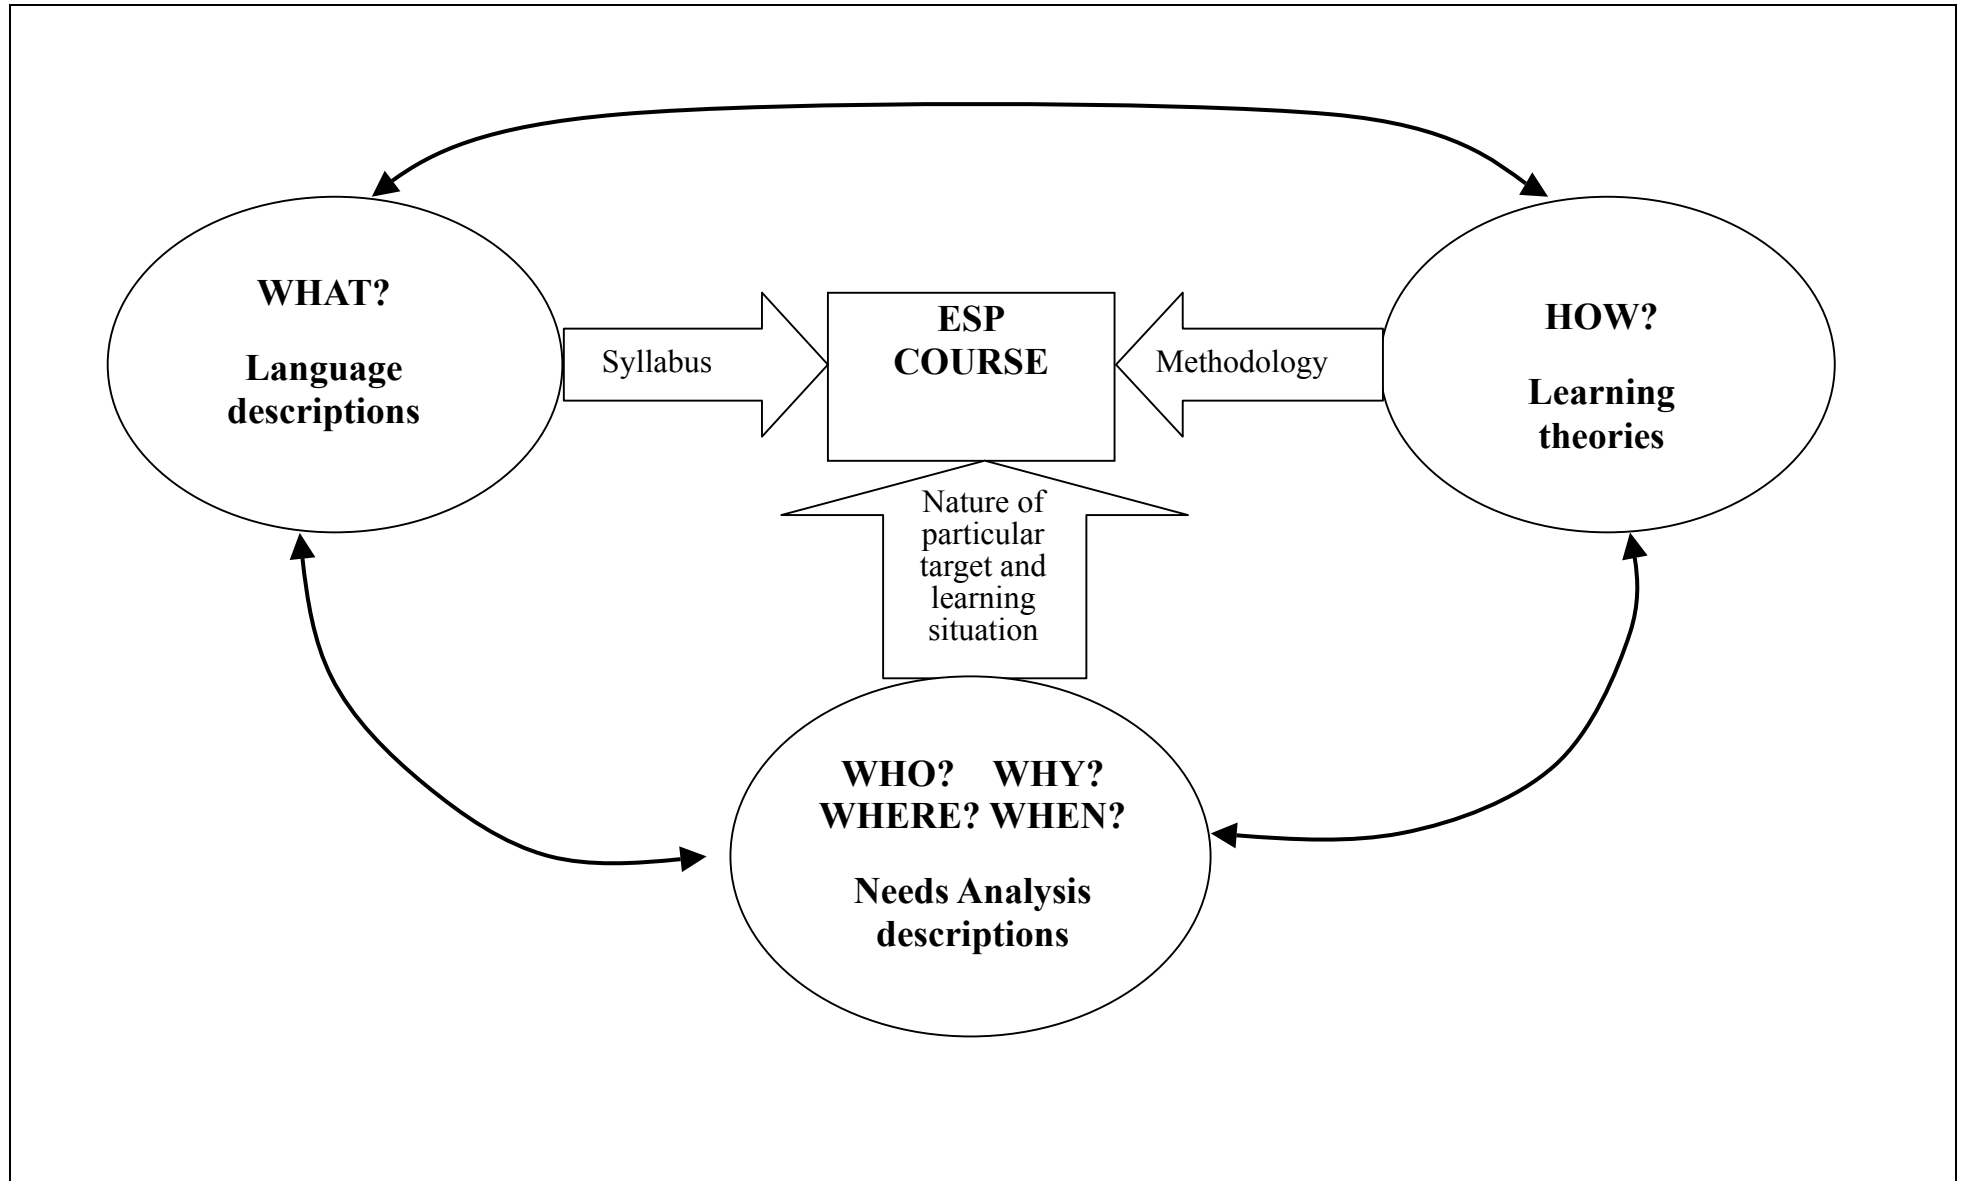 WHAT?
Language
descriptions
Syllabus
ESP
COURSE
Methodology
HOW?
Learning
theories
Nature of
particular
target and
learning
situation
WHO? WHY?
WHERE? WHEN?
Needs Analysis
descriptions